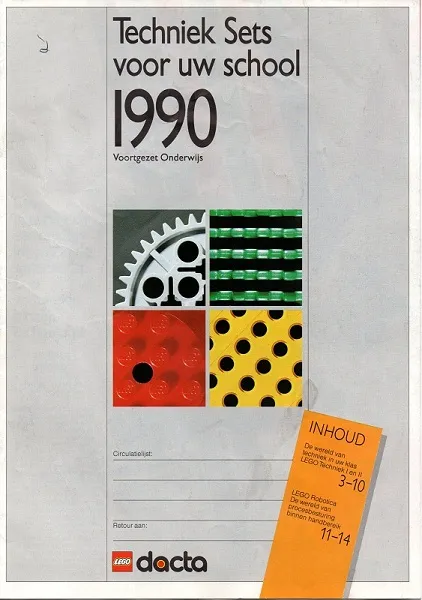 Techniek Sets
voor uw school
1990
Voortgezet Onderwijs
Circulatielijst:
Retour aan:
INHOUD
De wereld van
techniek in uw klas
LEGO Techniek I en II
3-10
LEGO Robotica
De wereld van
procesbesturing
binnen handbereik
11-14
LEGO dacta